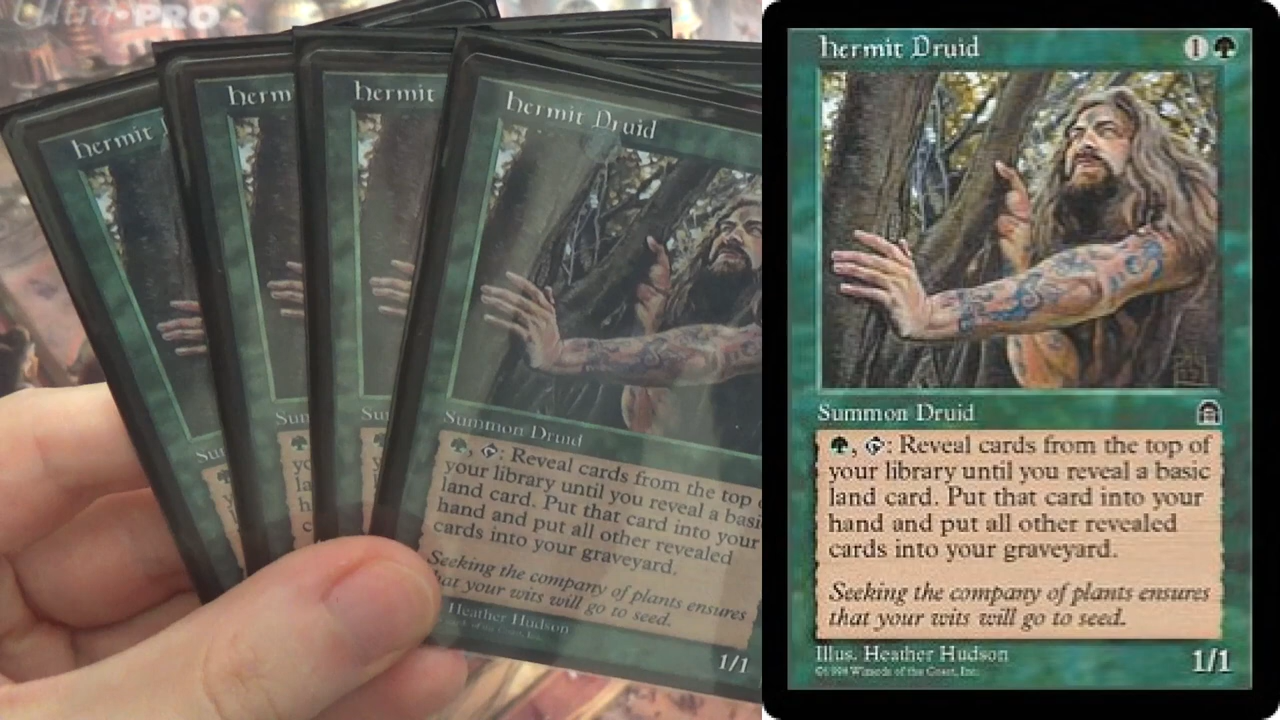 Ultra-PRO
hermit
herm
hermit
hermit Druid
Summon Druid
: Reveal cards from the top
your library until you reveal a basi
land card. Put that card into your
hand and put all other revealed
cards into your graveyard.
Seeking the company of plants ensures
hat your wits will go to seed.
Heather Hudson
1/1
hermit Druid 1
Summon Druid
, : Reveal cards from the top of
your library until you reveal a basic
land card. Put that card into your
hand and put all other revealed
cards into your graveyard.
Seeking the company of plants ensures
that your wits will go to seed.
Illus. Heather Hudson
©1998 Wizards of the Coast, Inc.
1/1